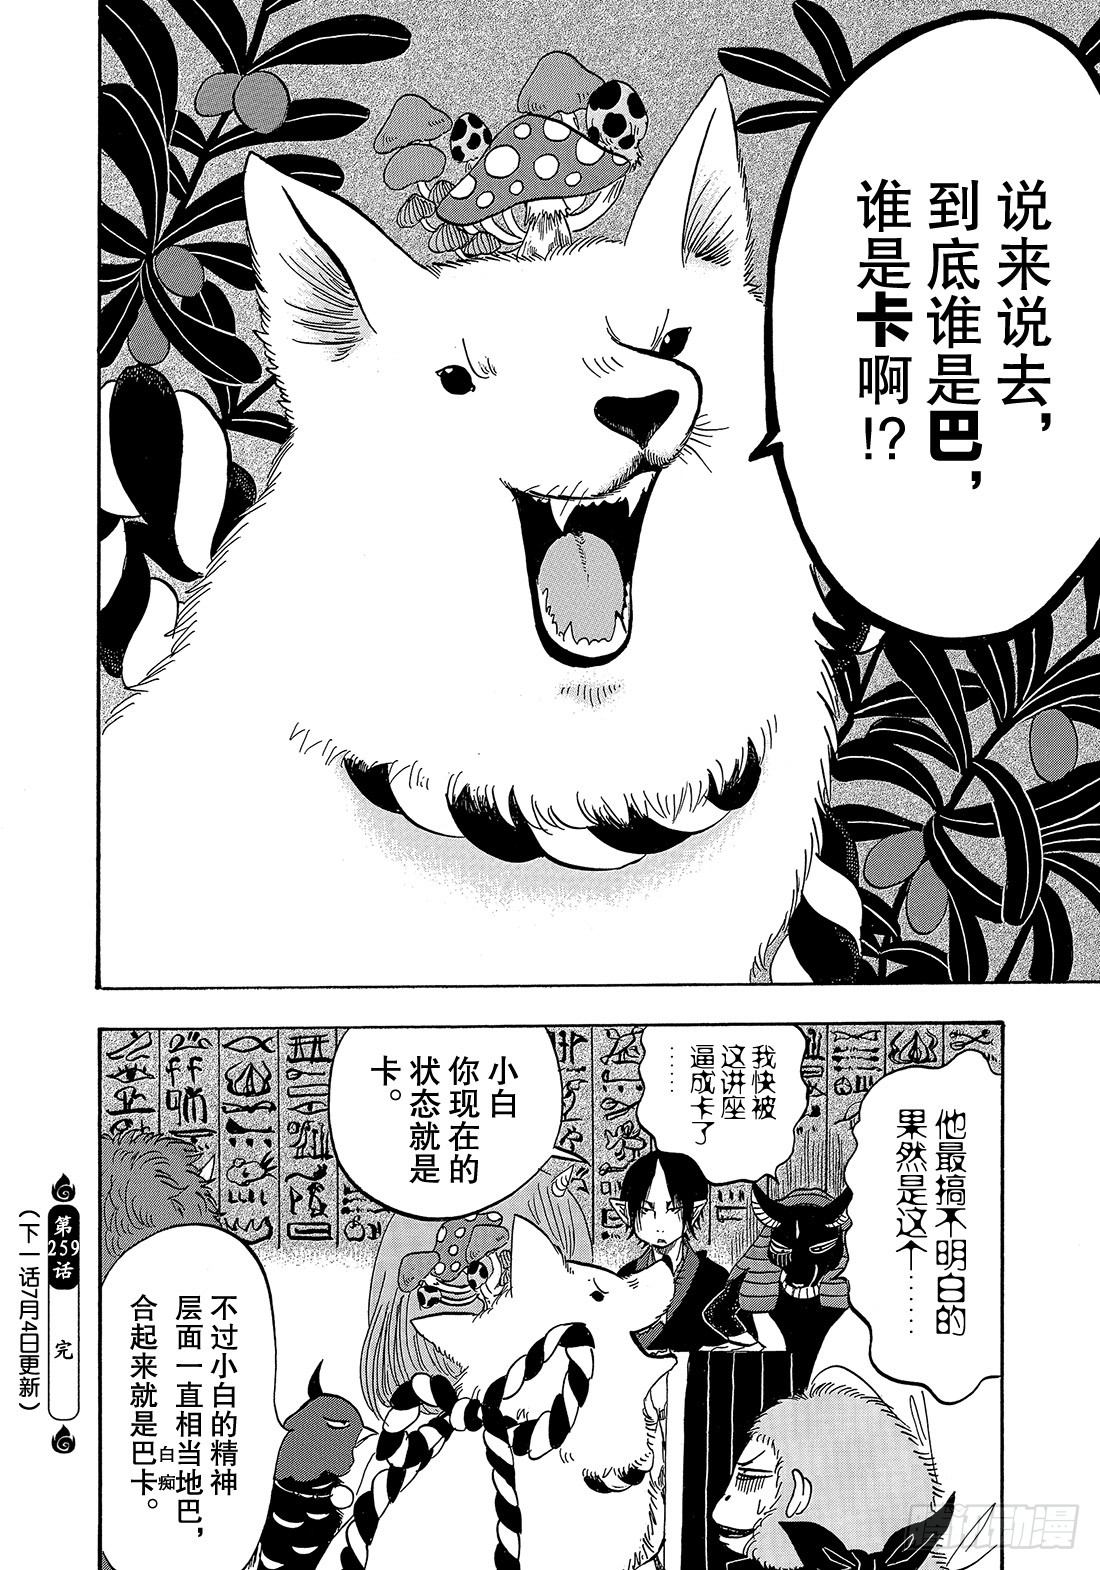 说来说去，
到底谁是巴，
谁是卡啊!?
他最搞不明白的
果然是这个……
我快被
这讲座
逼成卡了
……
小白
你现在的
状态就是
卡。
不过小白的精神
层面一直相当地巴，
合起来就是巴卡。
白痴
第259话
完
（下一话7月4日更新）
腾讯动漫